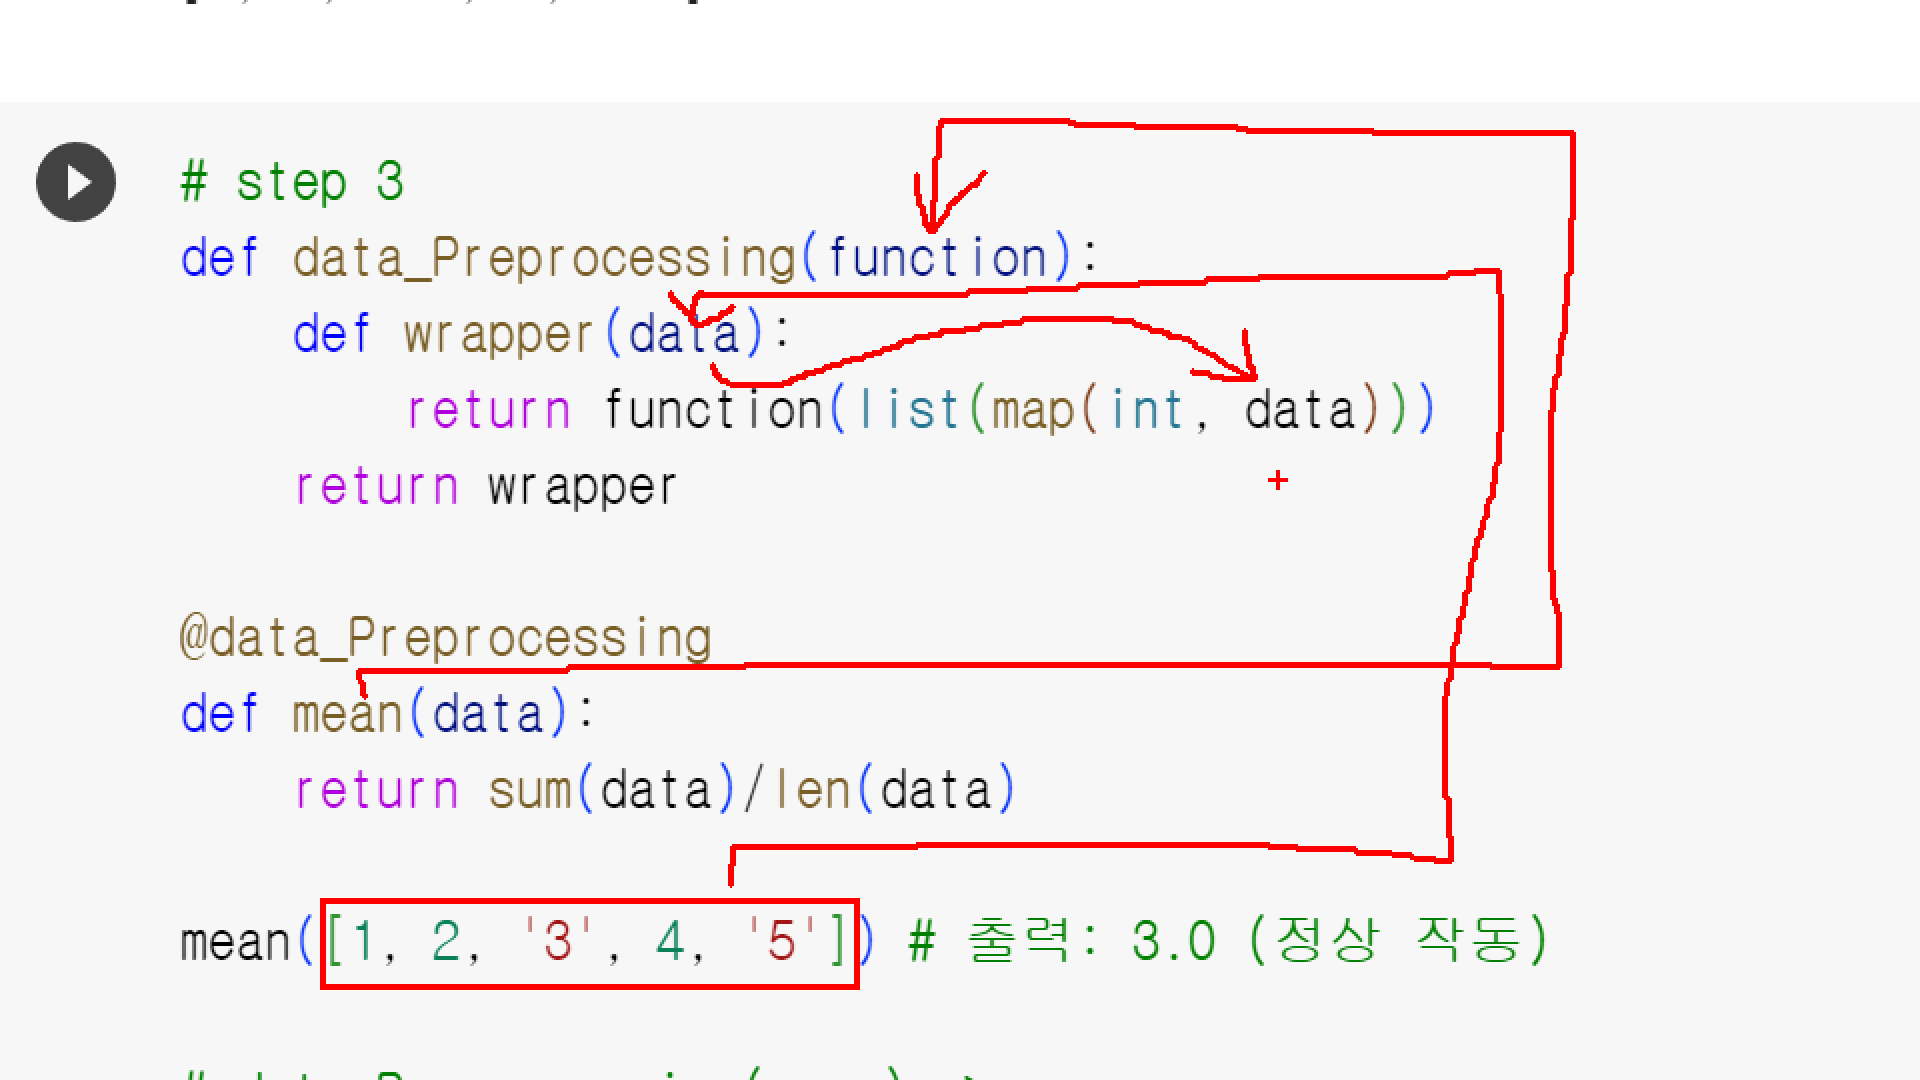 # step 3
def data_Preprocessing(function):
    def wrapper(data):
        return function(list(map(int, data)))
    return wrapper
@data_Preprocessing
def mean(data):
    return sum(data)/len(data)
mean([1, 2, '3', 4, '5']) # 출력: 3.0 (정상 작동)